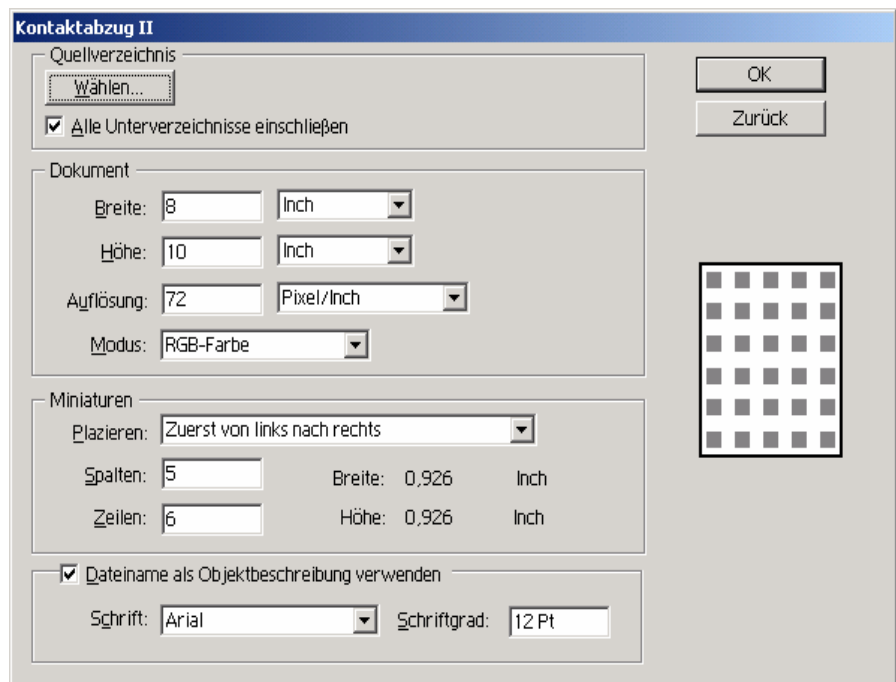 Kontaktabzug II
Quellverzeichnis
Wählen...
Alle Unterverzeichnisse einschließen
OK
Zurück
Dokument
Breite: 8 Inch
Höhe: 10 Inch
Auflösung: 72 Pixel/Inch
Modus: RGB-Farbe
Miniaturen
Plazieren: Zuerst von links nach rechts
Spalten: 5 Breite: 0,926 Inch
Zeilen: 6 Höhe: 0,926 Inch
Dateiname als Objektbeschreibung verwenden
Schrift: Arial Schriftgrad: 12 Pt